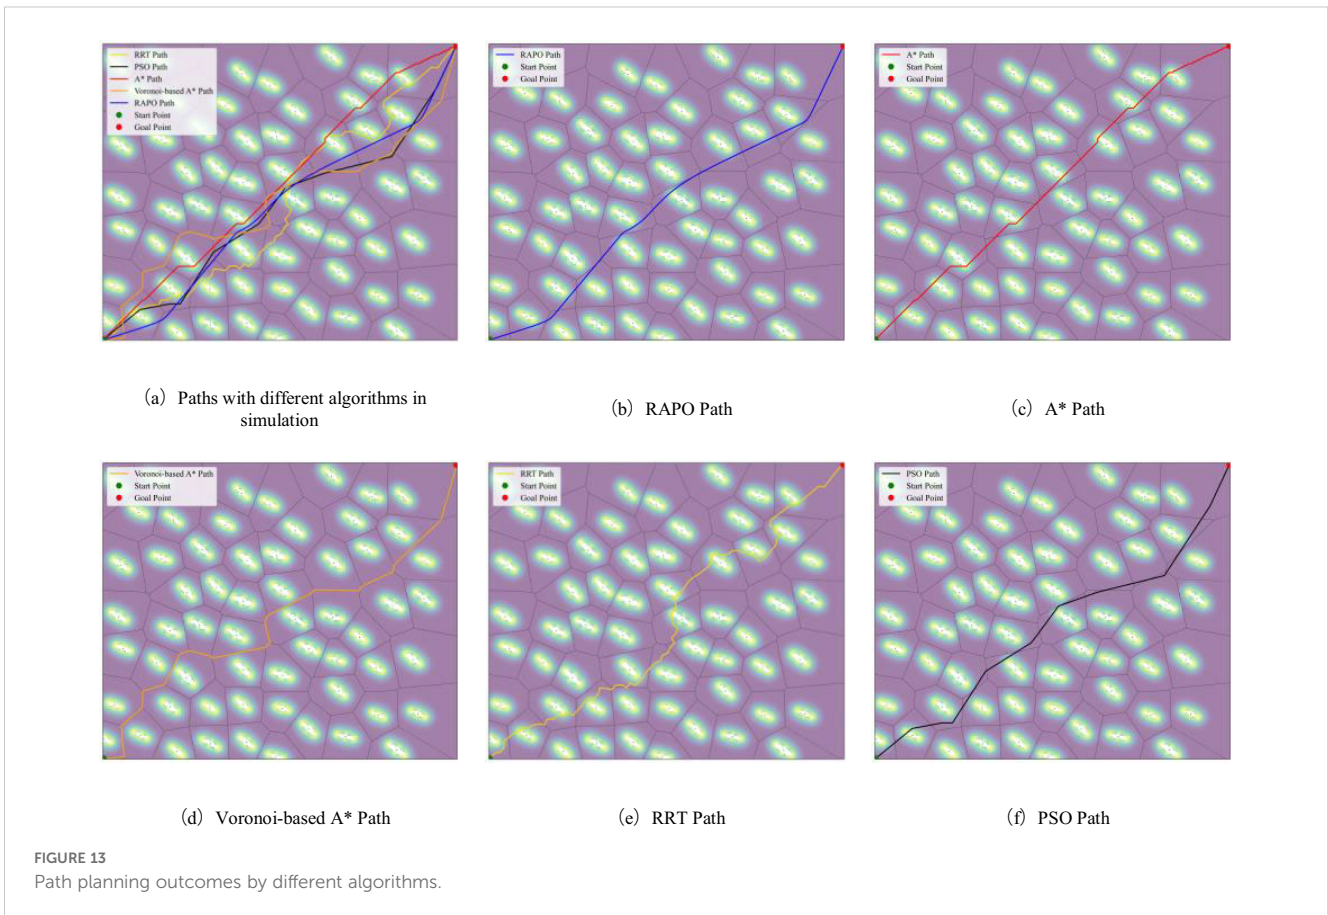 RRT Path
PSO Path
A* Path
Voronoi-based A* Path
RAPO Path
Start Point
Goal Point
RAPO Path
Start Point
Goal Point
A* Path
Start Point
Goal Point
(a) Paths with different algorithms in
simulation
(b) RAPO Path
(c) A* Path
Voronoi-based A* Path
Start Point
Goal Point
RRT Path
Start Point
Goal Point
PSO Path
Start Point
Goal Point
(d) Voronoi-based A* Path
(e) RRT Path
(f) PSO Path
FIGURE 13
Path planning outcomes by different algorithms.